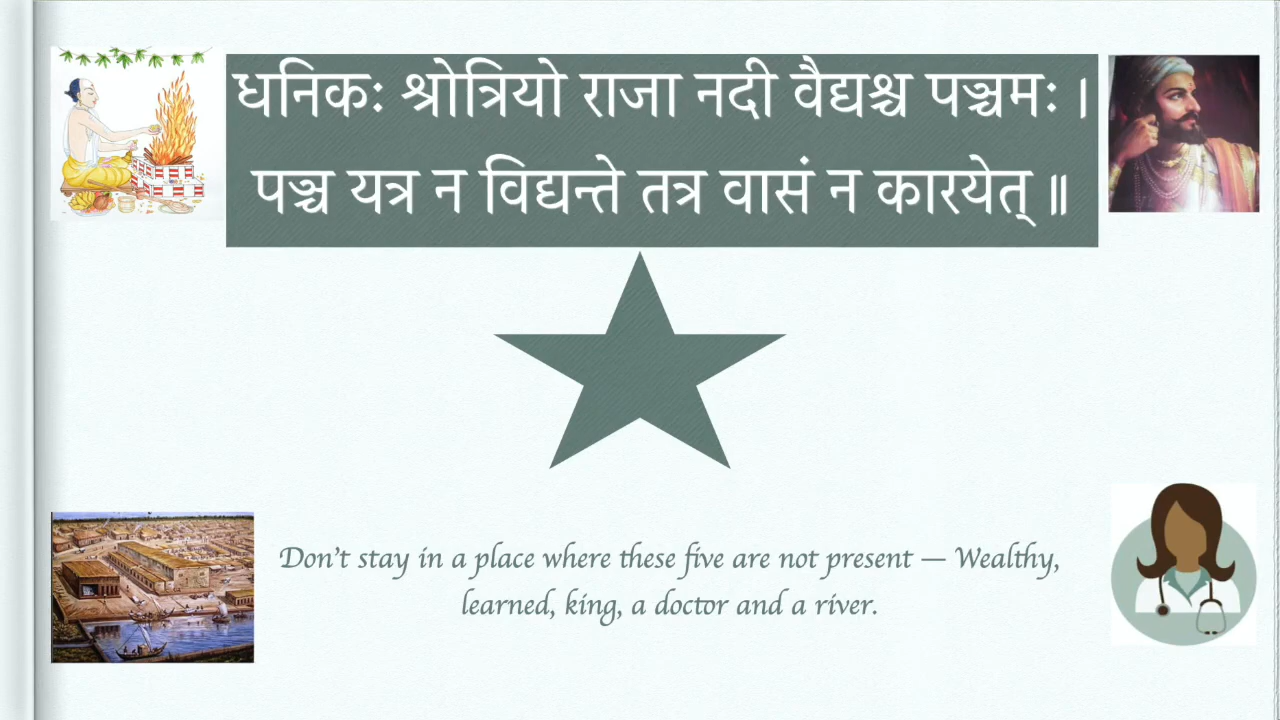 धनिकः श्रोत्रियो राजा नदी वैद्यश्च पञ्चमः ।
पञ्च यत्र न विद्यन्ते तत्र वासं न कारयेत् ॥
Don't stay in a place where these five are not present — Wealthy,
learned, king, a doctor and a river.